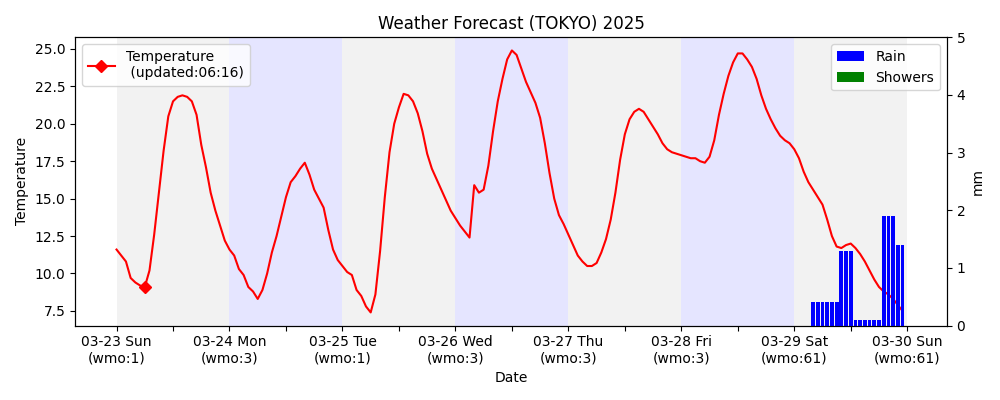 Weather Forecast (TOKYO) 2025
Temperature
(updated:06:16)
Rain
Showers
25.0
22.5
20.0
17.5
15.0
12.5
10.0
7.5
Temperature
5
4
3
2
1
0
mm
03-23 Sun
(wmo:1)
03-24 Mon
(wmo:3)
03-25 Tue
(wmo:1)
03-26 Wed
(wmo:3)
03-27 Thu
(wmo:3)
03-28 Fri
(wmo:3)
03-29 Sat
(wmo:61)
03-30 Sun
(wmo:61)
Date